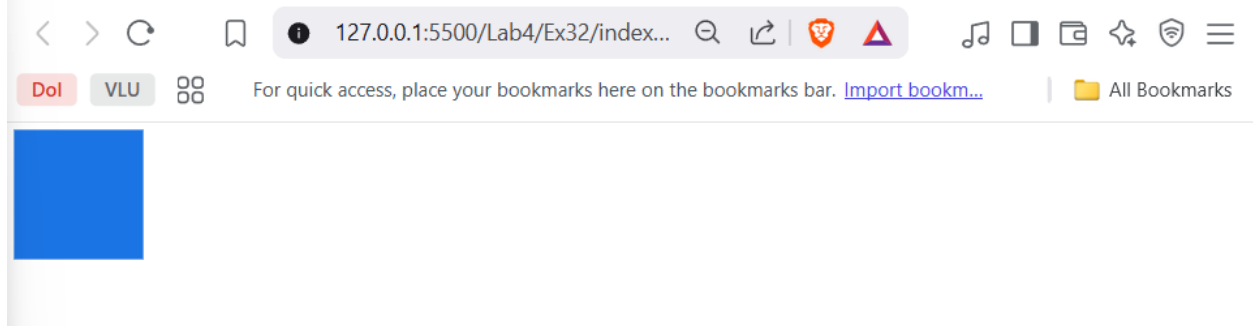 127.0.0.1:5500/Lab4/Ex32/index...
DoI VLU For quick access, place your bookmarks here on the bookmarks bar. Import bookm... All Bookmarks